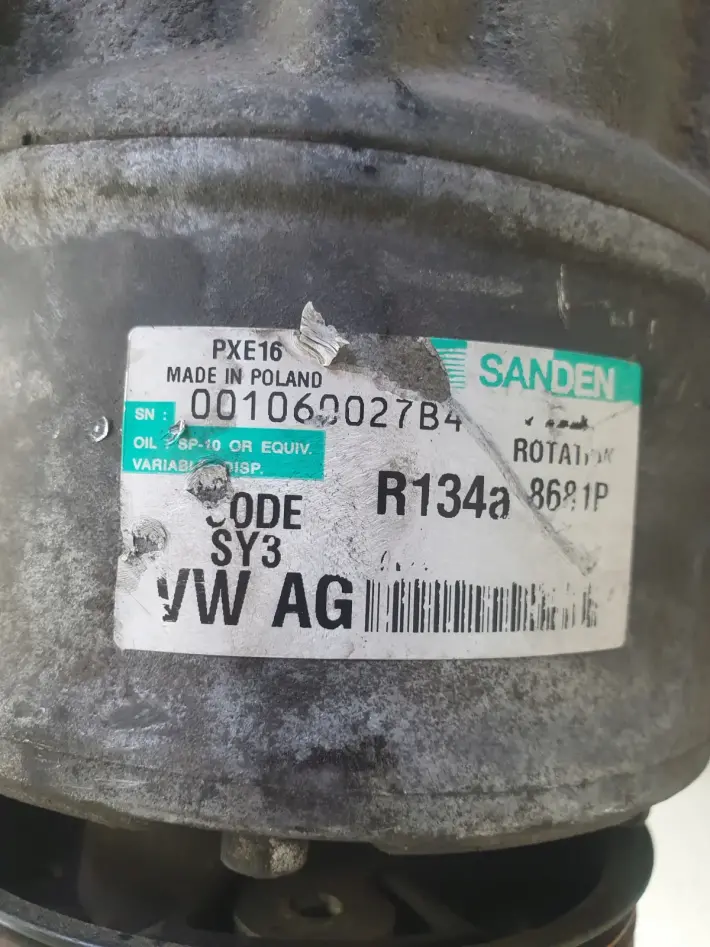 PXE16
SANDEN
MADE IN POLAND
SN : 001060027B4
OIL : SP-10 OR EQUIV.
VARIABLE DISP.
ROTATION
R134a 8681P
CODE
SY3
VW AG